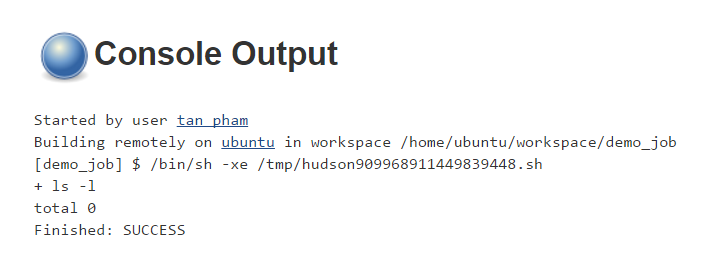 Console Output
Started by user tan pham
Building remotely on ubuntu in workspace /home/ubuntu/workspace/demo_job
[demo_job] $ /bin/sh -xe /tmp/hudson909968911449839448.sh
+ ls -l
total 0
Finished: SUCCESS